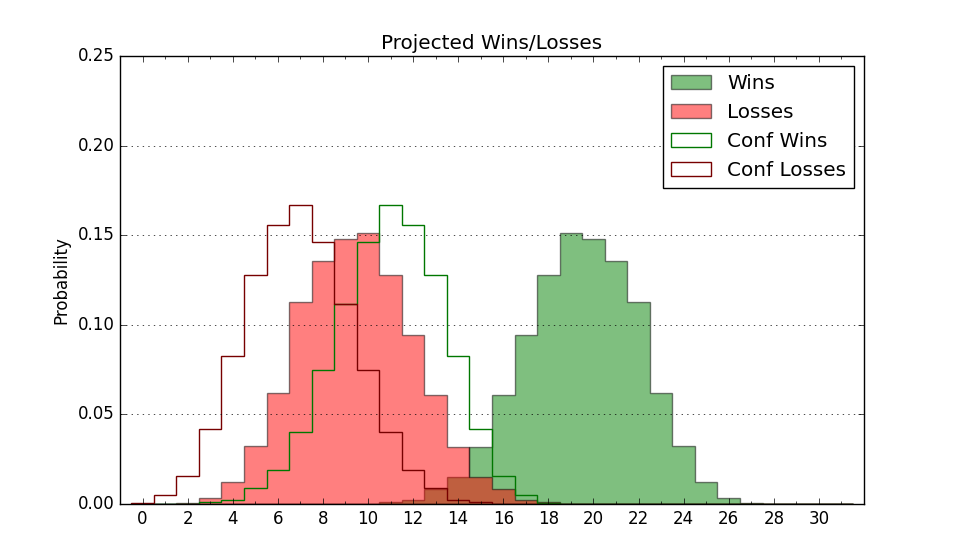 Projected Wins/Losses
0.25
0.20
0.15
0.10
0.05
0.00
Probability
Wins
Losses
Conf Wins
Conf Losses
0 2 4 6 8 10 12 14 16 18 20 22 24 26 28 30